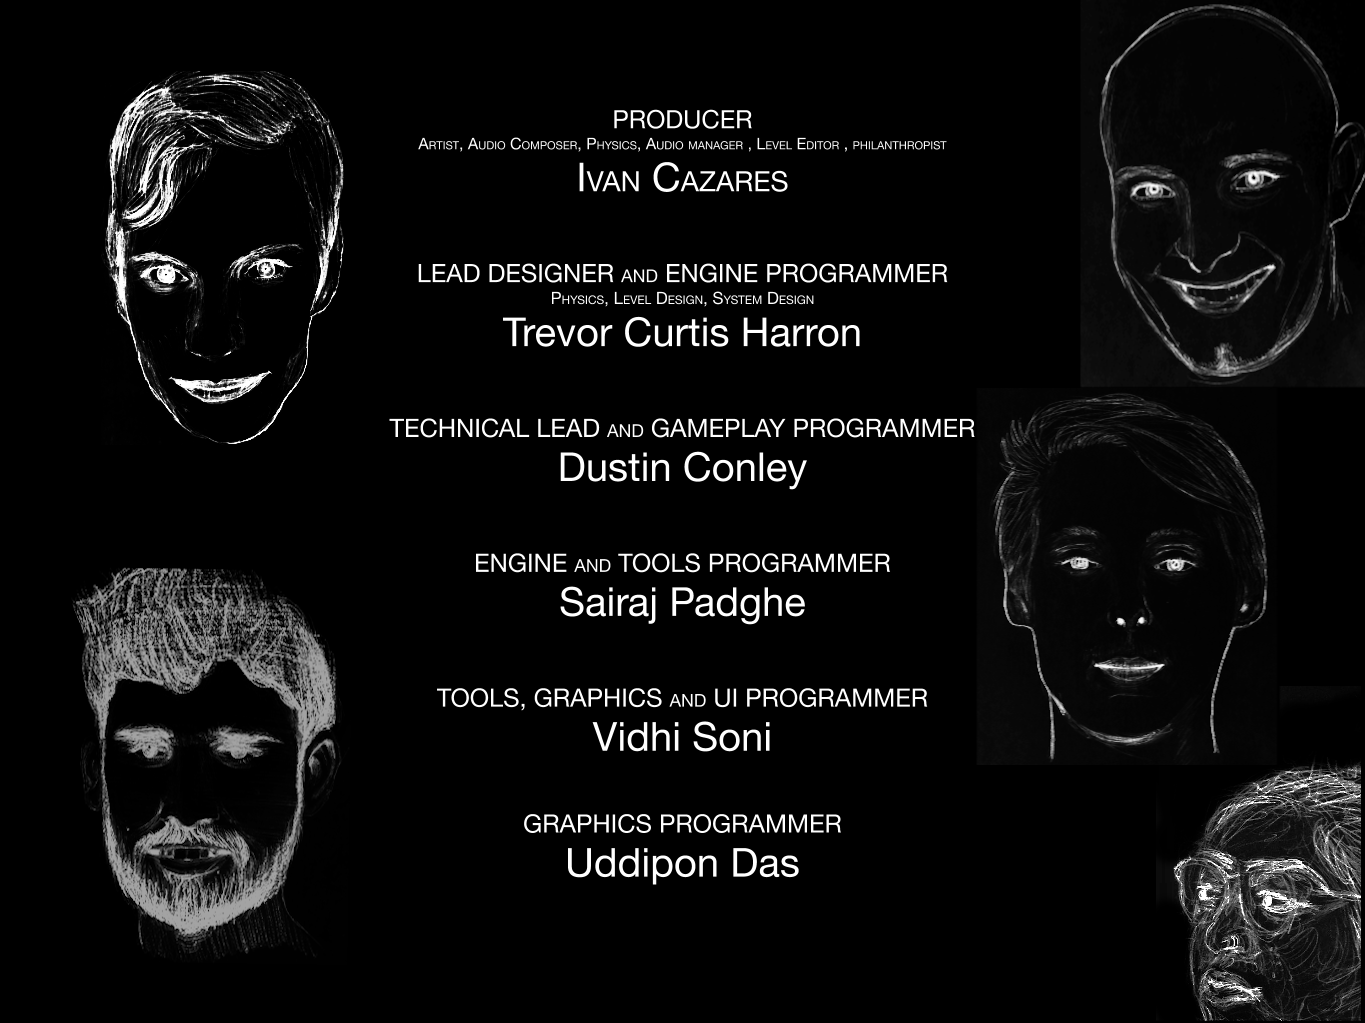 PRODUCER
Artist, Audio Composer, Physics, Audio manager , Level Editor , philanthropist
Ivan Cazares
LEAD DESIGNER and ENGINE PROGRAMMER
Physics, Level Design, System Design
Trevor Curtis Harron
TECHNICAL LEAD and GAMEPLAY PROGRAMMER
Dustin Conley
ENGINE and TOOLS PROGRAMMER
Sairaj Padghe
TOOLS, GRAPHICS and UI PROGRAMMER
Vidhi Soni
GRAPHICS PROGRAMMER
Uddipon Das